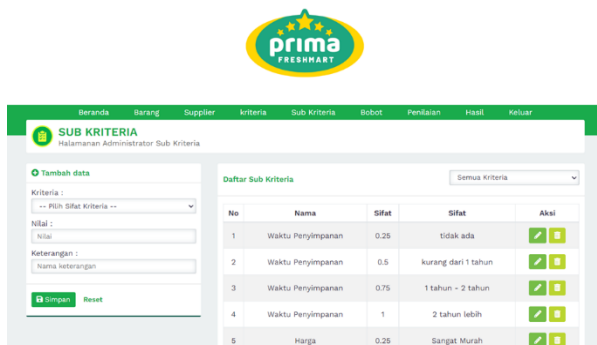 prima
FRESHMART
Beranda Barang Supplier kriteria Sub Kriteria Bobot Penilaian Hasil Keluar
SUB KRITERIA
Halamanan Administrator Sub Kriteria
Tambah data
Kriteria :
-- Pilih Sifat Kriteria --
Nilai :
Nilai
Keterangan :
Nama keterangan
Simpan Reset
Daftar Sub Kriteria Semua Kriteria
No Nama Sifat Sifat Aksi
1 Waktu Penyimpanan 0.25 tidak ada
2 Waktu Penyimpanan 0.5 kurang dari 1 tahun
3 Waktu Penyimpanan 0.75 1 tahun - 2 tahun
4 Waktu Penyimpanan 1 2 tahun lebih
5 Harga 0.25 Sangat Murah